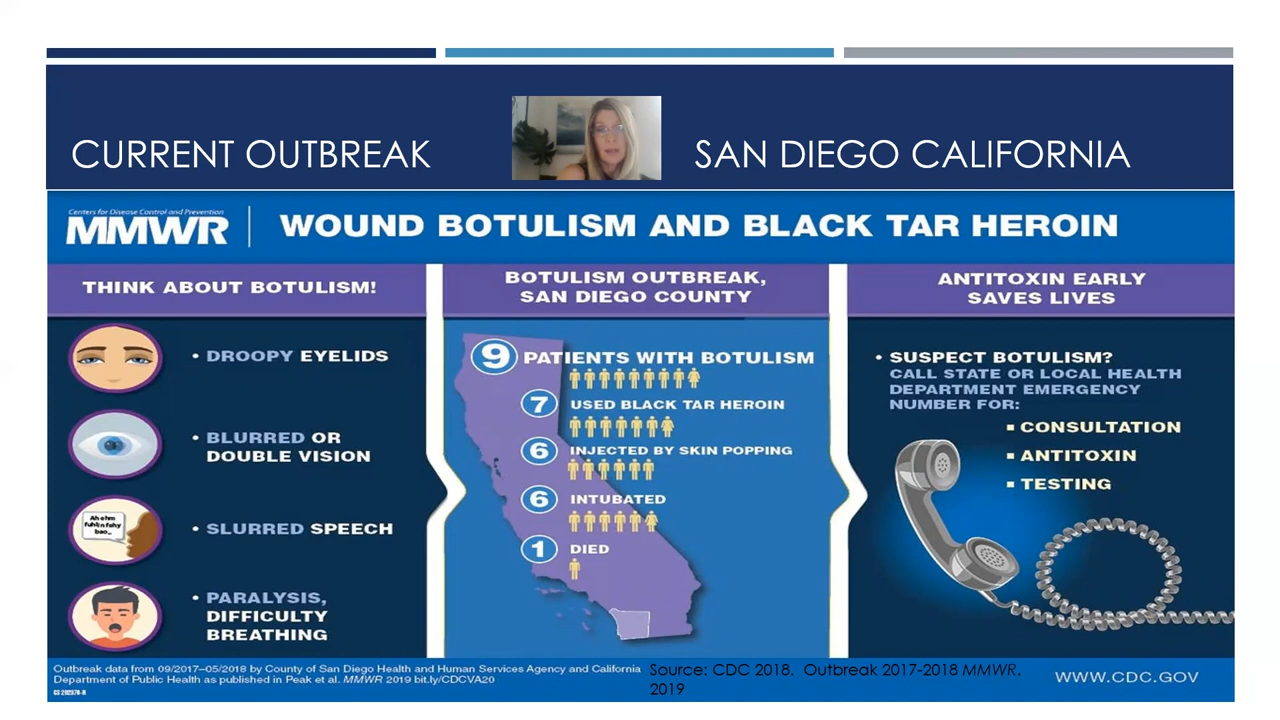 CURRENT OUTBREAK
SAN DIEGO CALIFORNIA
Centers for Disease Control and Prevention
MMWR
WOUND BOTULISM AND BLACK TAR HEROIN
THINK ABOUT BOTULISM!
• DROOPY EYELIDS
• BLURRED OR
DOUBLE VISION
• SLURRED SPEECH
• PARALYSIS,
DIFFICULTY
BREATHING
BOTULISM OUTBREAK,
SAN DIEGO COUNTY
9 PATIENTS WITH BOTULISM
7 USED BLACK TAR HEROIN
6 INJECTED BY SKIN POPPING
6 INTUBATED
1 DIED
ANTITOXIN EARLY
SAVES LIVES
• SUSPECT BOTULISM?
CALL STATE OR LOCAL HEALTH
DEPARTMENT EMERGENCY
NUMBER FOR:
▪ CONSULTATION
▪ ANTITOXIN
▪ TESTING
Outbreak data from 09/2017–05/2018 by County of San Diego Health and Human Services Agency and California
Department of Public Health as published in Peak et al. MMWR 2019 bit.ly/CDCVA20
Source: CDC 2018. Outbreak 2017-2018 MMWR.
2019
WWW.CDC.GOV